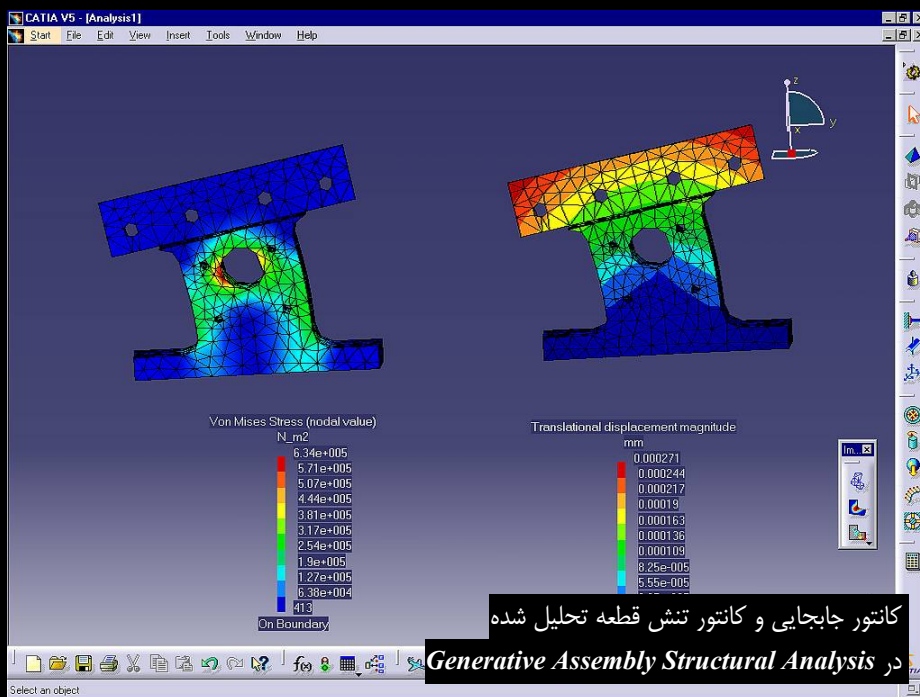 CATIA V5 - [Analysis1]
Start File Edit View Insert Tools Window Help
z
y
x
Von Mises Stress (nodal value)
N_m2
6.34e+005
5.71e+005
5.07e+005
4.44e+005
3.81e+005
3.17e+005
2.54e+005
1.9e+005
1.27e+005
6.38e+004
413
On Boundary
Translational displacement magnitude
mm
0.000271
0.000244
0.000217
0.00019
0.000163
0.000136
0.000109
8.25e-005
5.55e-005
Im...
کانتور جابجایی و کانتور تنش قطعه تحلیل شده
در Generative Assembly Structural Analysis
f(x)
Select an object